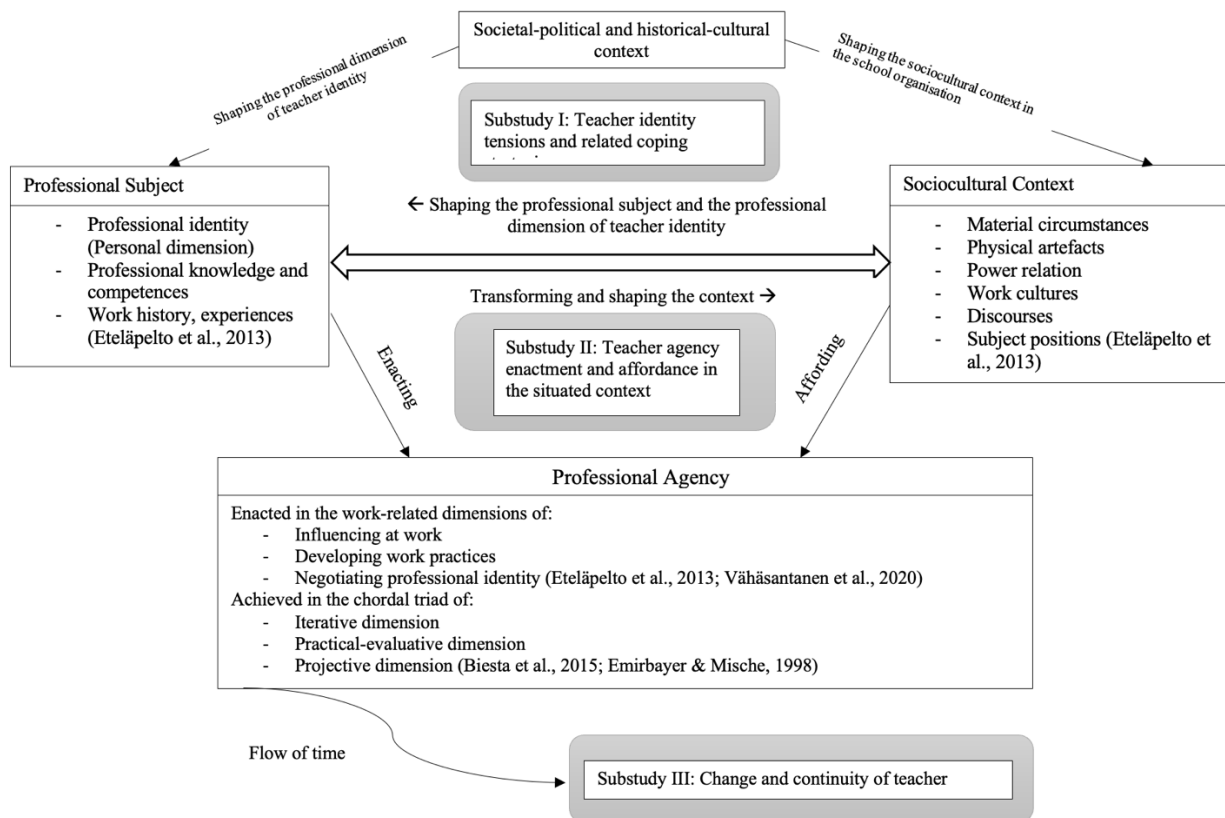 Societal-political and historical-cultural
context
Shaping the professional dimension
of teacher identity
Shaping the sociocultural context in
the school organisation
Substudy I: Teacher identity
tensions and related coping
Professional Subject
- Professional identity
(Personal dimension)
- Professional knowledge and
competences
- Work history, experiences
(Eteläpelto et al., 2013)
← Shaping the professional subject and the professional
dimension of teacher identity
Transforming and shaping the context →
Sociocultural Context
- Material circumstances
- Physical artefacts
- Power relation
- Work cultures
- Discourses
- Subject positions (Eteläpelto et
al., 2013)
Substudy II: Teacher agency
enactment and affordance in
the situated context
Enacting
Affording
Professional Agency
Enacted in the work-related dimensions of:
- Influencing at work
- Developing work practices
- Negotiating professional identity (Eteläpelto et al., 2013; Vähäsantanen et al., 2020)
Achieved in the chordal triad of:
- Iterative dimension
- Practical-evaluative dimension
- Projective dimension (Biesta et al., 2015; Emirbayer & Mische, 1998)
Flow of time
Substudy III: Change and continuity of teacher